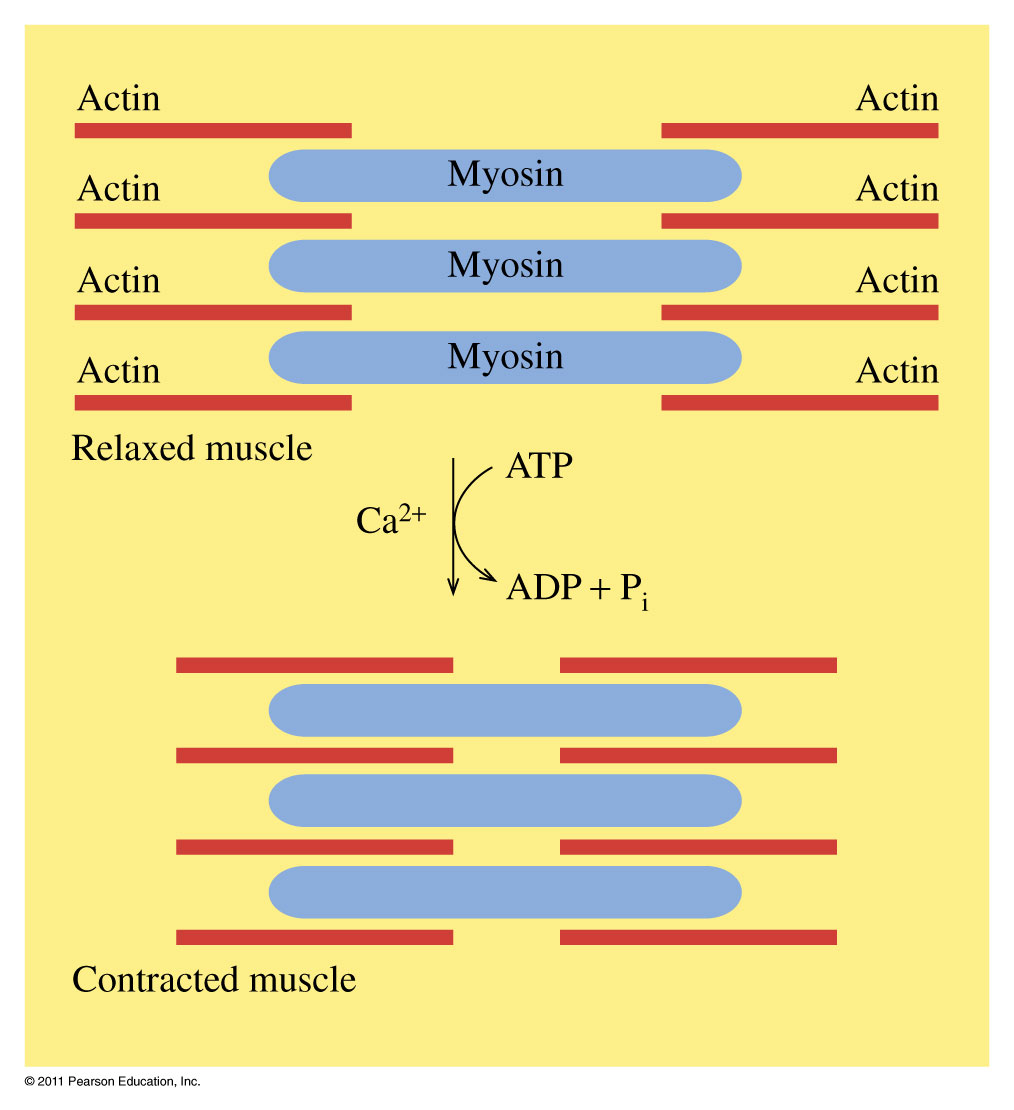 Actin Actin
Myosin
Actin Actin
Myosin
Actin Actin
Myosin
Actin Actin
Relaxed muscle
ATP
Ca²⁺
ADP + Pᵢ
Contracted muscle
© 2011 Pearson Education, Inc.